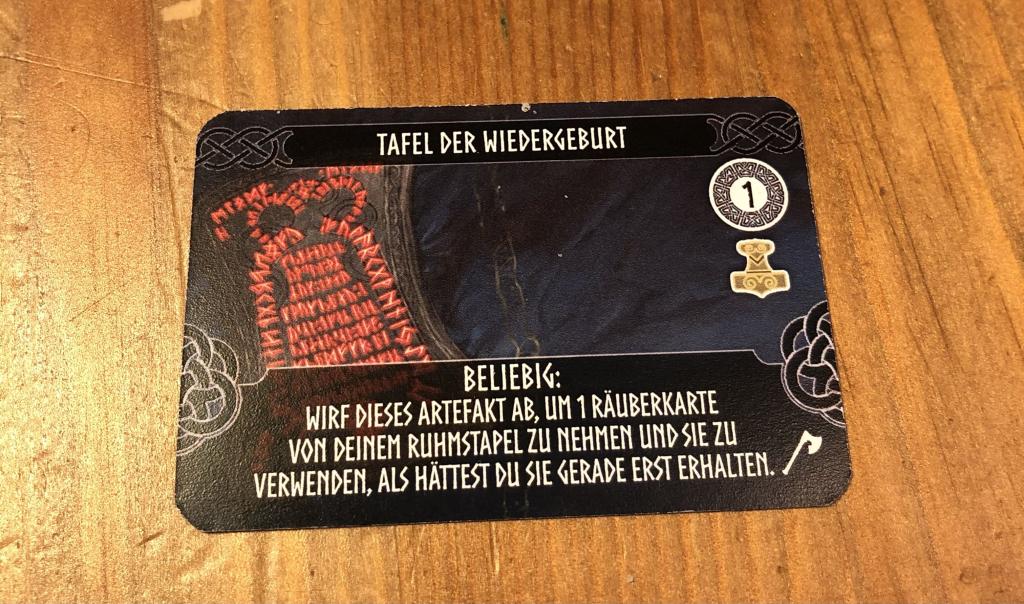 TAFEL DER WIEDERGEBURT
1
BELIEBIG:
WIRF DIESES ARTEFAKT AB, UM 1 RÄUBERKARTE
VON DEINEM RUHMSTAPEL ZU NEHMEN UND SIE ZU
VERWENDEN, ALS HÄTTEST DU SIE GERADE ERST ERHALTEN.